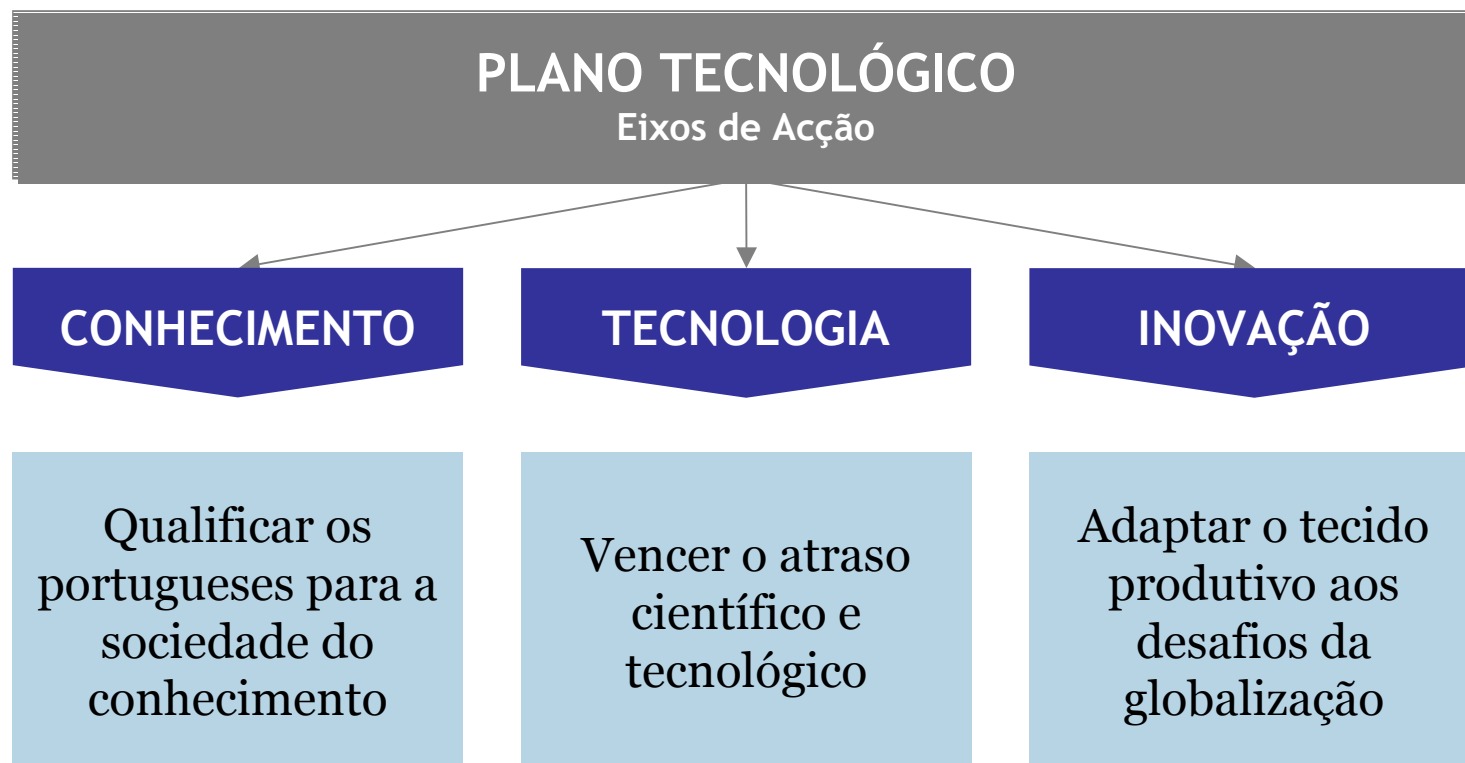 PLANO TECNOLÓGICO
Eixos de Acção
CONHECIMENTO
TECNOLOGIA
INOVAÇÃO
Qualificar os
portugueses para a
sociedade do
conhecimento
Vencer o atraso
científico e
tecnológico
Adaptar o tecido
produtivo aos
desafios da
globalização